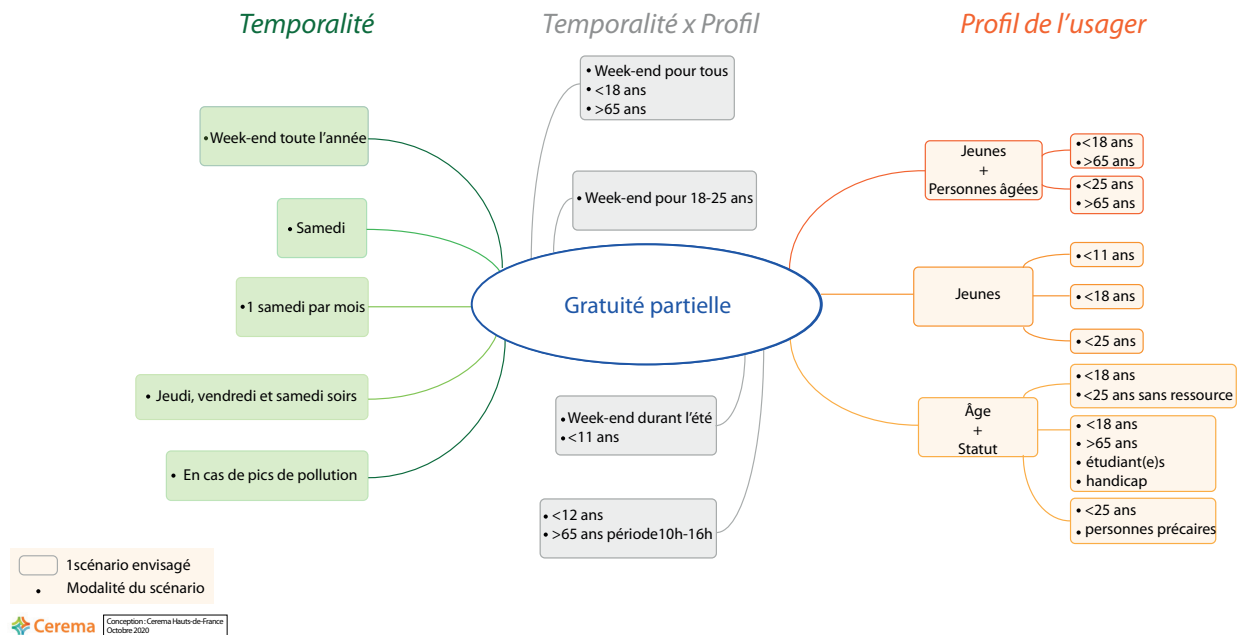 Temporalité
Temporalité x Profil
Profil de l'usager
• Week-end toute l'année
• Samedi
•1 samedi par mois
• Jeudi, vendredi et samedi soirs
• En cas de pics de pollution
• Week-end pour tous
• <18 ans
• >65 ans
• Week-end pour 18-25 ans
Gratuité partielle
• Week-end durant l'été
• <11 ans
• <12 ans
• >65 ans période10h-16h
Jeunes
+
Personnes âgées
•<18 ans
•>65 ans
•<25 ans
•>65 ans
Jeunes
• <11 ans
• <18 ans
• <25 ans
Âge
+
Statut
• <18 ans
• <25 ans sans ressource
• <18 ans
• >65 ans
• étudiant(e)s
• handicap
• <25 ans
• personnes précaires
1scénario envisagé
• Modalité du scénario
Cerema
Conception : Cerema Hauts-de-France
Octobre 2020